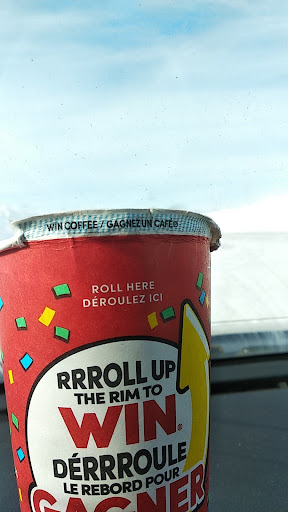 WIN COFFEE / GAGNEZ UN CAFÉ
ROLL HERE
DÉROULEZ ICI
RRROLL UP
THE RIM TO
WIN®
DÉRRROULE
LE REBORD POUR
GAGNER